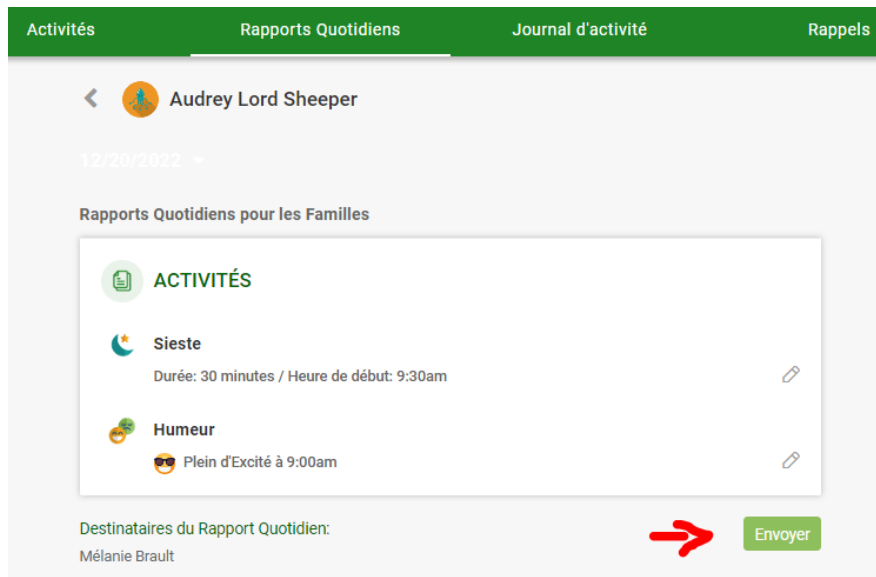 Activités Rapports Quotidiens Journal d'activité Rappels
Audrey Lord Sheeper
12/20/2022
Rapports Quotidiens pour les Familles
ACTIVITÉS
Sieste
Durée: 30 minutes / Heure de début: 9:30am
Humeur
Plein d'Excité à 9:00am
Destinataires du Rapport Quotidien:
Envoyer
Mélanie Brault